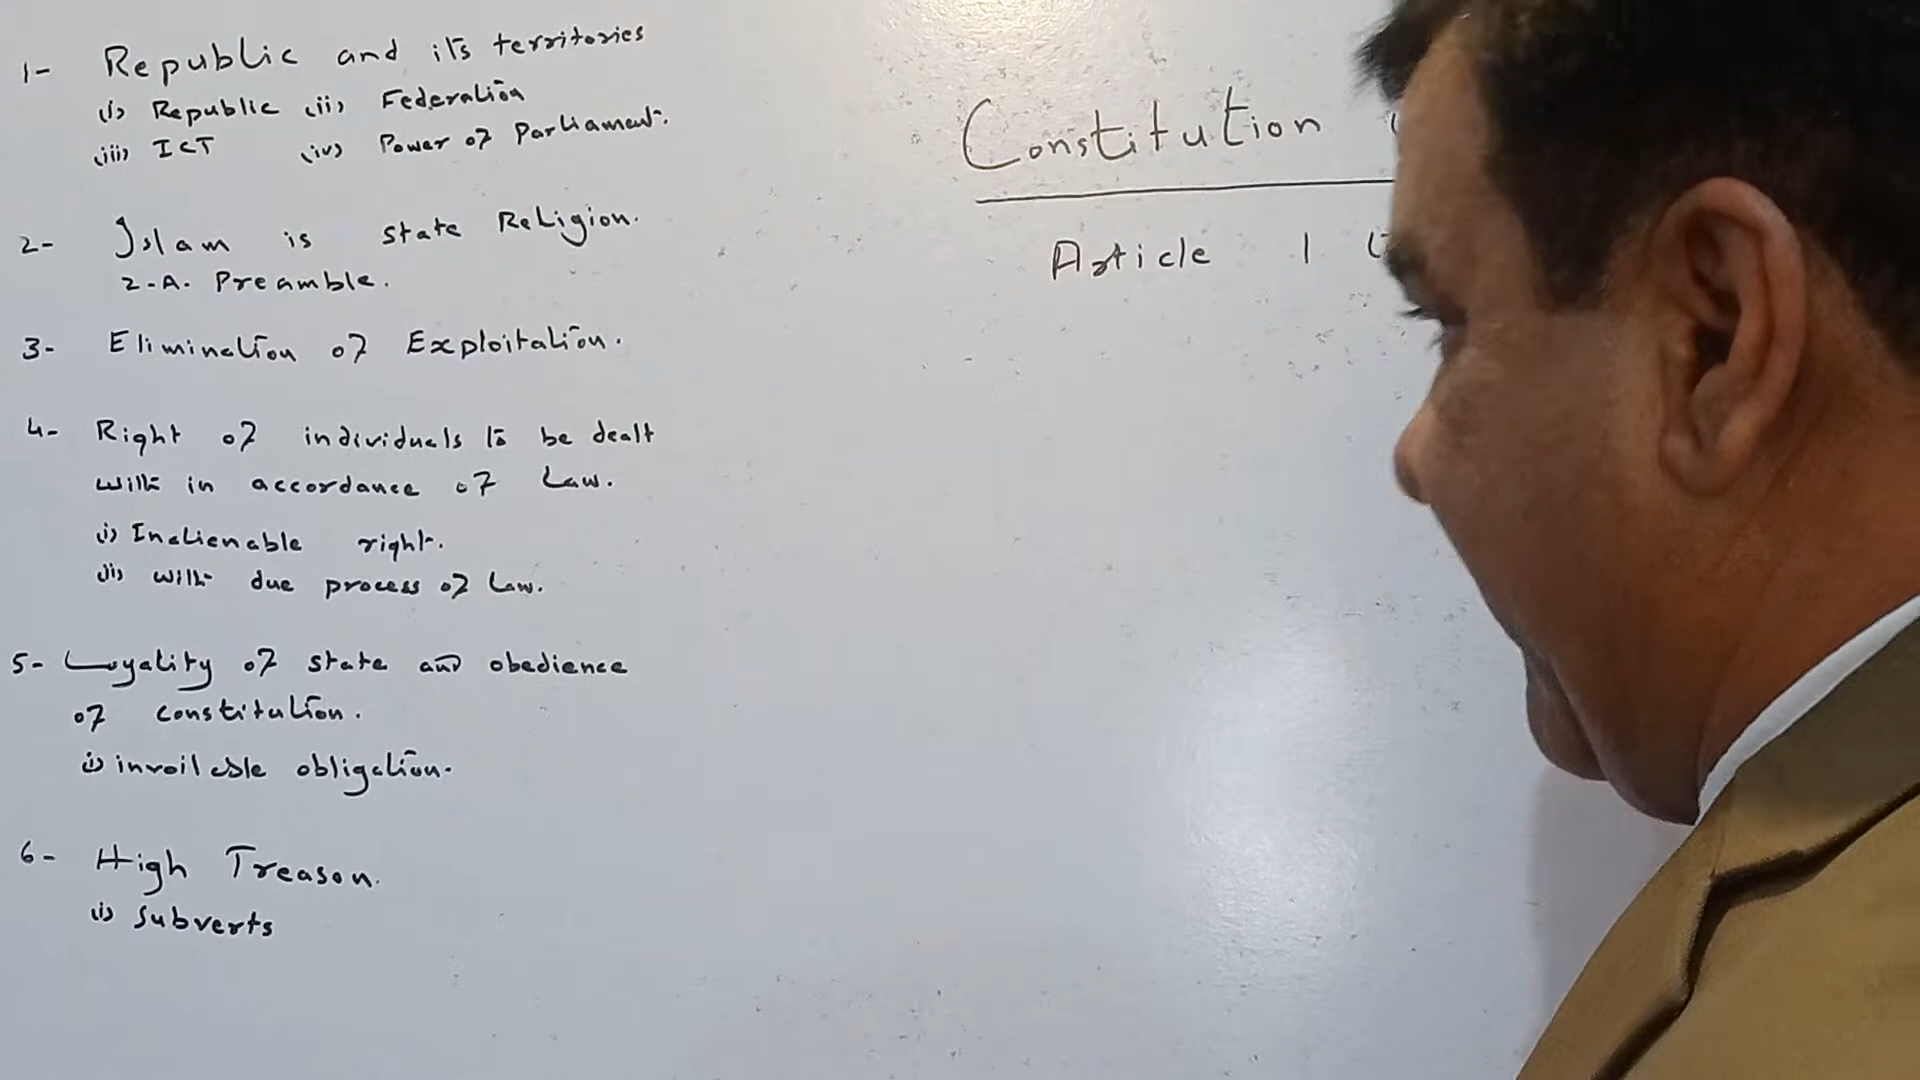 1- Republic and its territories
(i) Republic (ii) Federation
(iii) ICT (iv) Power of Parliament.
2- Islam is state Religion.
2-A. Preamble.
3- Elimination of Exploitation.
4- Right of individuals to be dealt
with in accordance of Law.
(i) Inalienable right.
(ii) with due process of Law.
5- Loyality of state and obedience
of constitution.
(i) invoilable obligation.
6- High Treason.
(i) Subverts
Constitution
Article 1